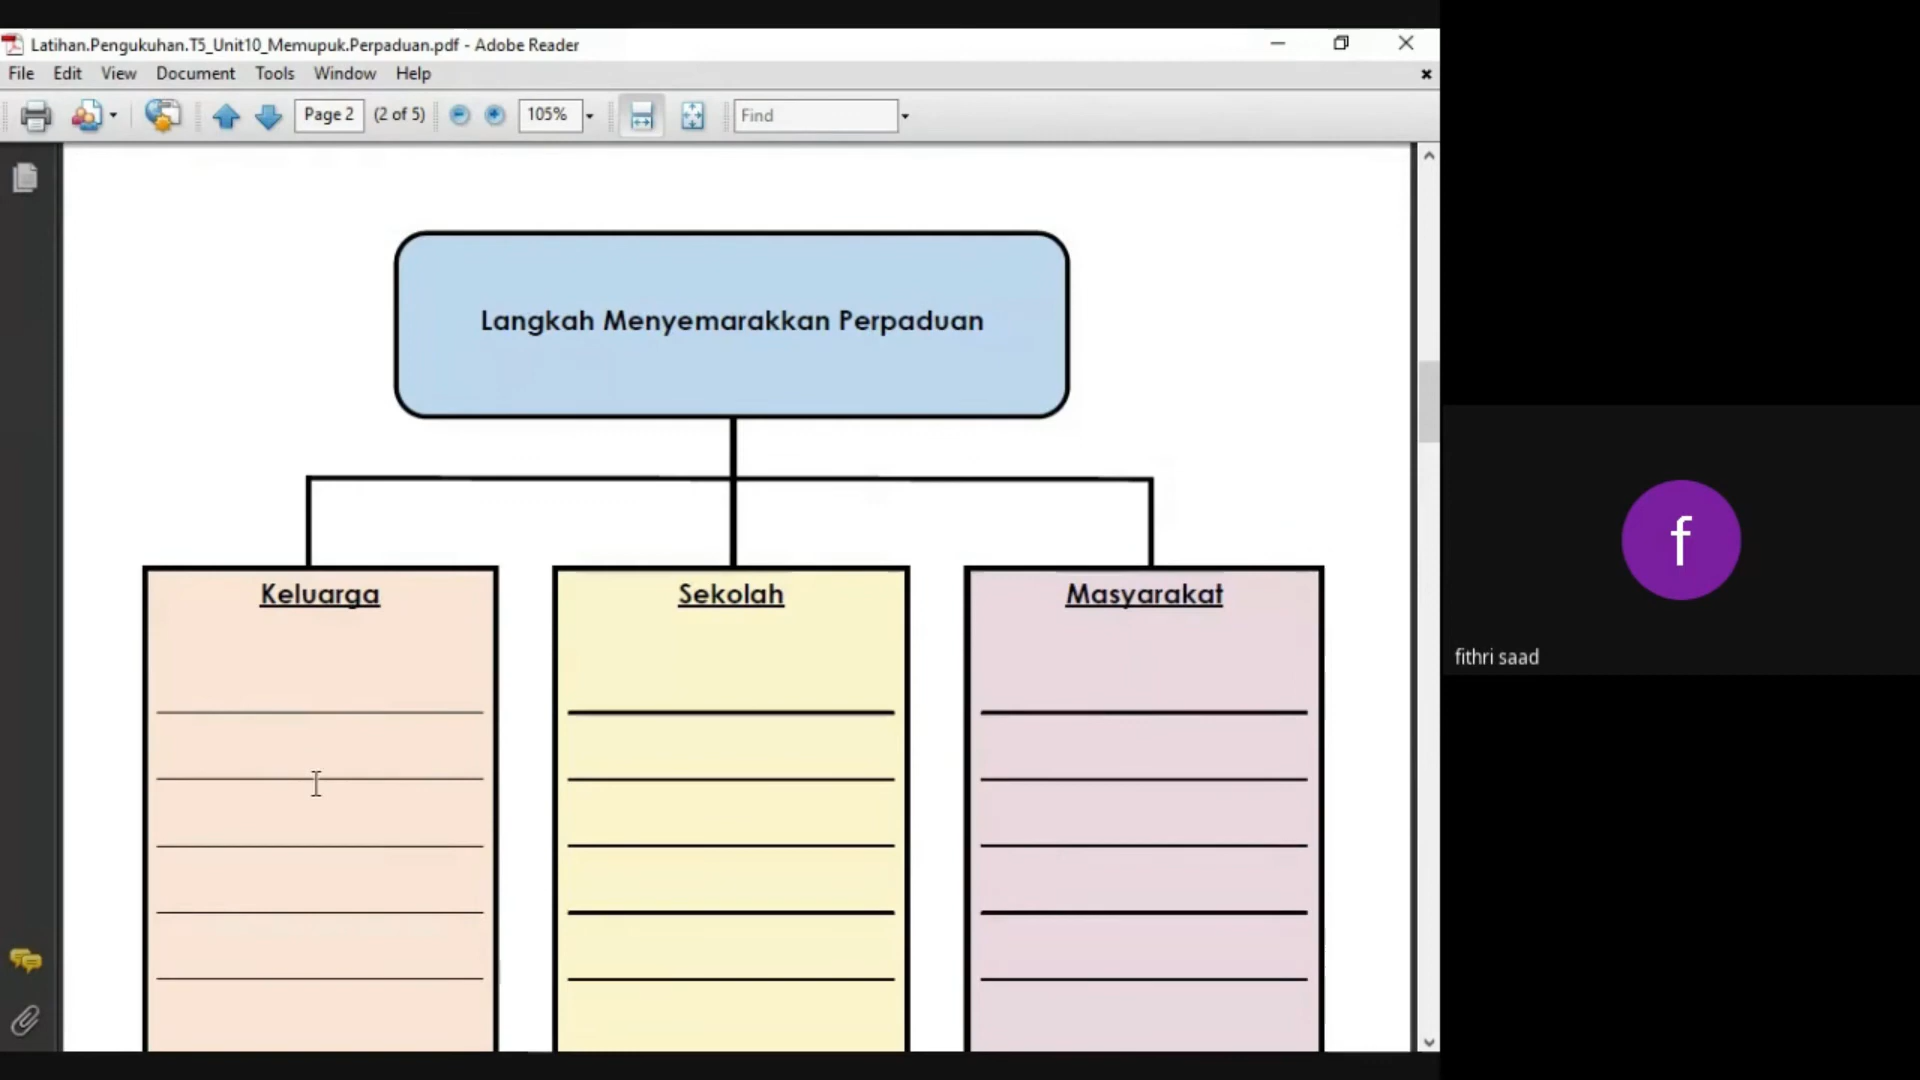 Latihan.Pengukuhan.T5_Unit10_Memupuk.Perpaduan.pdf - Adobe Reader
File Edit View Document Tools Window Help
Page 2 (2 of 5) 105% Find
Langkah Menyemarakkan Perpaduan
Keluarga
Sekolah
Masyarakat
f
fithri saad